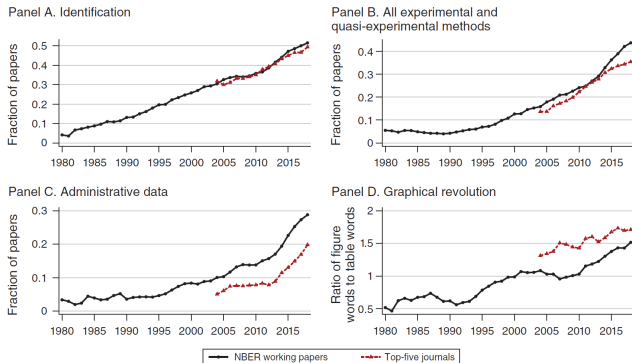 Panel A. Identification
Fraction of papers
0.5
0.4
0.3
0.2
0.1
0
1980 1985 1990 1995 2000 2005 2010 2015
Panel B. All experimental and
quasi-experimental methods
Fraction of papers
0.4
0.3
0.2
0.1
0
1980 1985 1990 1995 2000 2005 2010 2015
Panel C. Administrative data
Fraction of papers
0.3
0.2
0.1
0
1980 1985 1990 1995 2000 2005 2010 2015
Panel D. Graphical revolution
Ratio of figure
words to table words
2
1.5
1
0.5
1980 1985 1990 1995 2000 2005 2010 2015
NBER working papers Top-five journals